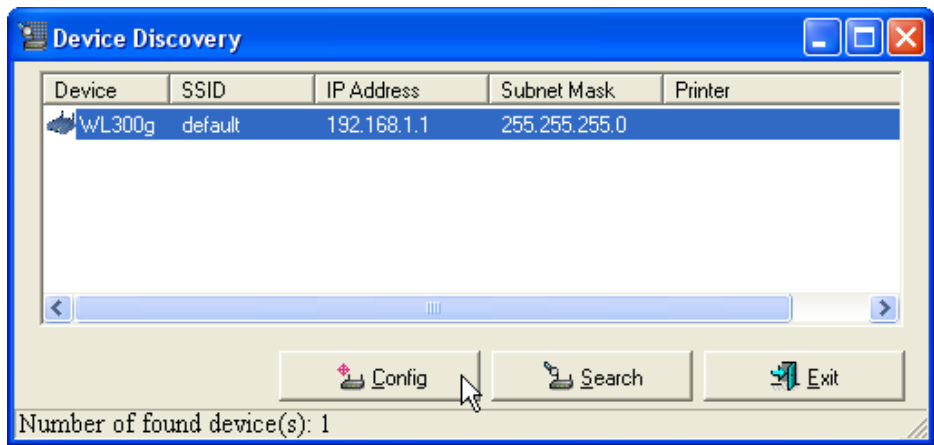 Device Discovery
Device SSID IP Address Subnet Mask Printer
WL300g default 192.168.1.1 255.255.255.0
Config Search Exit
Number of found device(s): 1